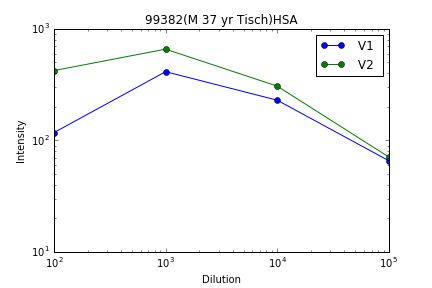 99382(M 37 yr Tisch)HSA
V1
V2
Intensity
10³
10²
10¹
10² 10³ 10⁴ 10⁵
Dilution